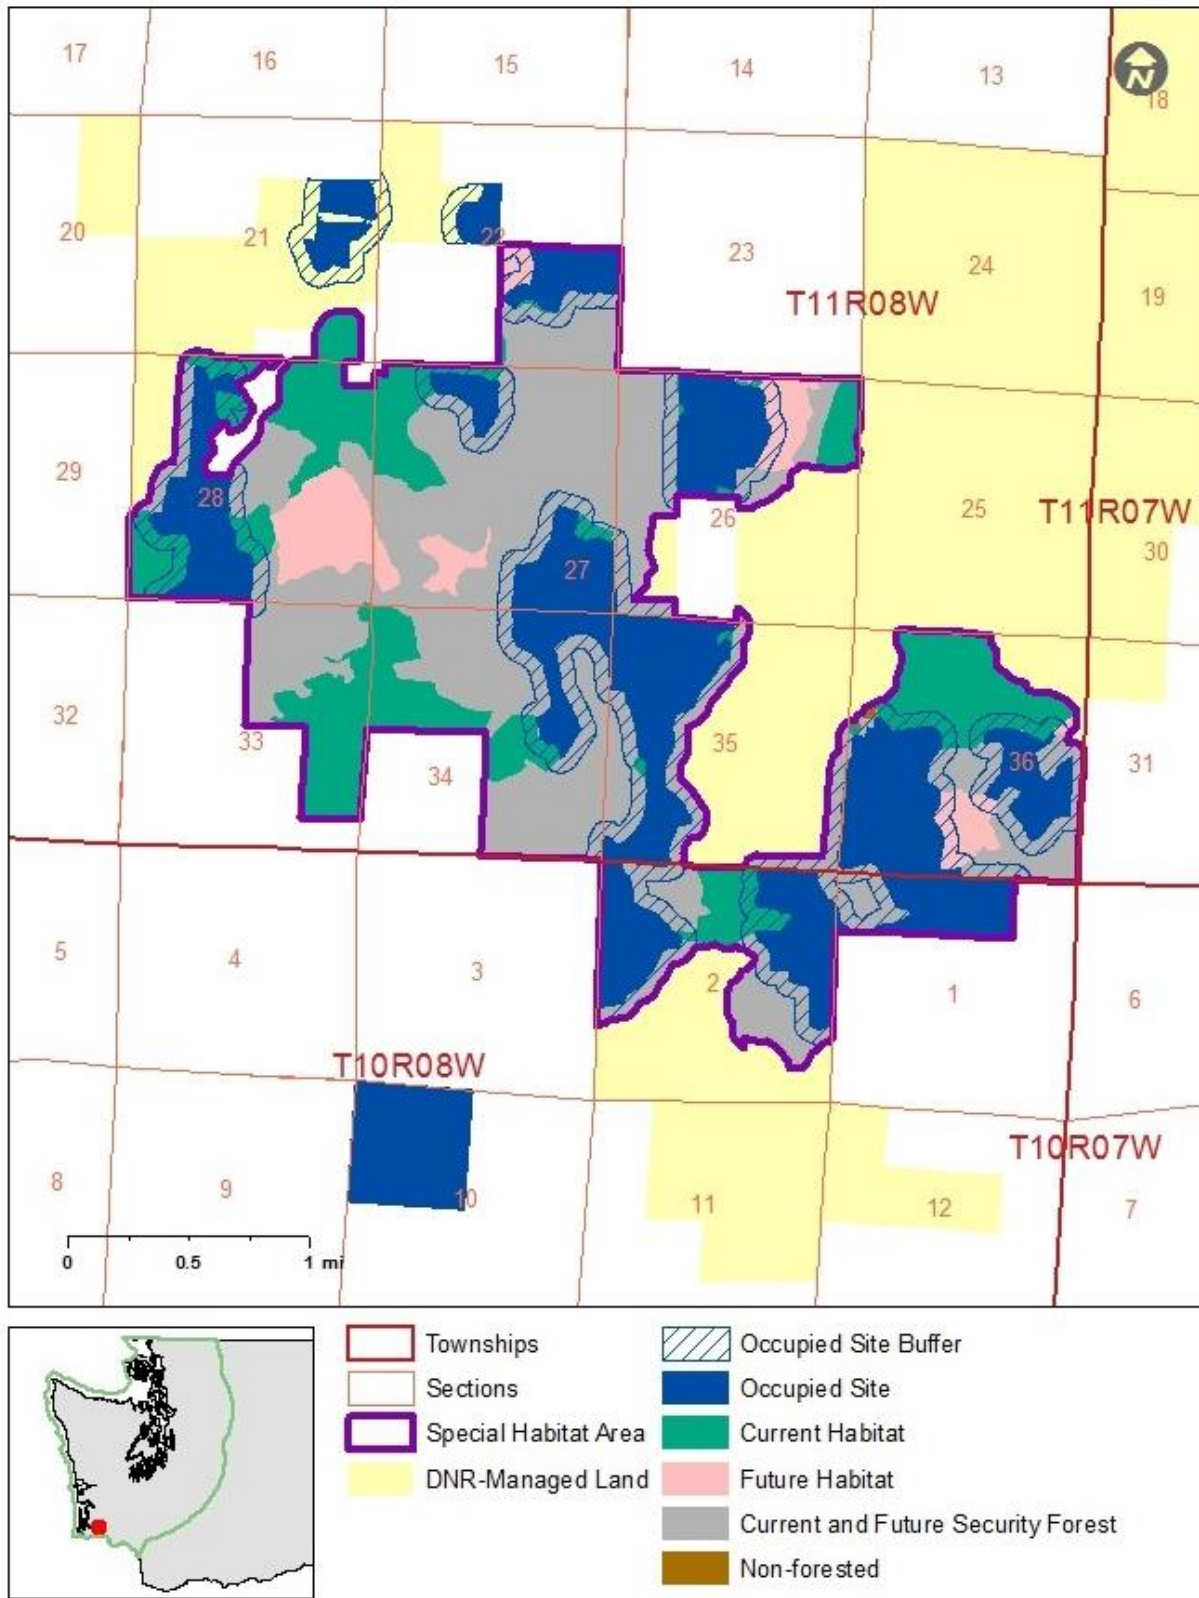 17 16 15 14 13
N
18
20 21 22 23 24 19
T11R08W
29 28 27 26 25 30
T11R07W
32 33 34 35 36 31
5 4 3 2 1 6
T10R08W
T10R07W
8 9 10 11 12 7
0 0.5 1 mi
Townships
Sections
Special Habitat Area
DNR-Managed Land
Occupied Site Buffer
Occupied Site
Current Habitat
Future Habitat
Current and Future Security Forest
Non-forested